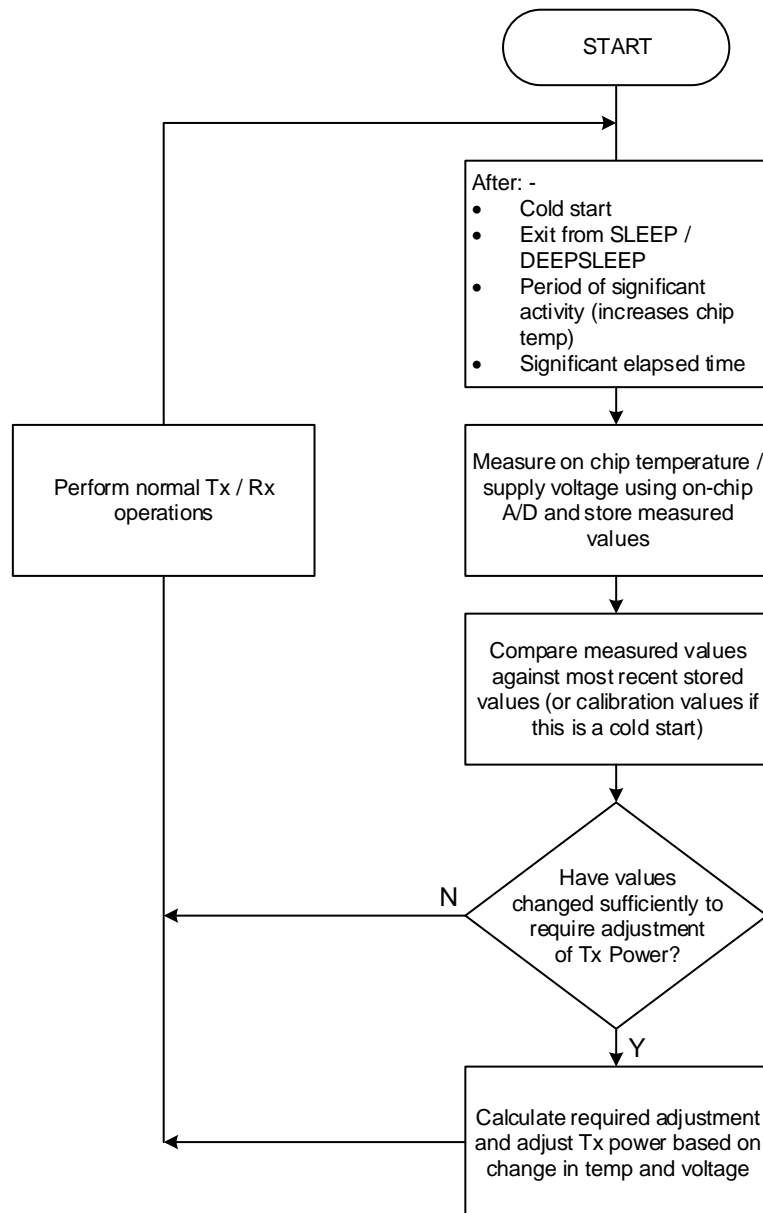 START
After: -
• Cold start
• Exit from SLEEP /
DEEPSLEEP
• Period of significant
activity (increases chip
temp)
• Significant elapsed time
Measure on chip temperature /
supply voltage using on-chip
A/D and store measured
values
Perform normal Tx / Rx
operations
Compare measured values
against most recent stored
values (or calibration values if
this is a cold start)
Have values
changed sufficiently to
require adjustment
of Tx Power?
N
Y
Calculate required adjustment
and adjust Tx power based on
change in temp and voltage